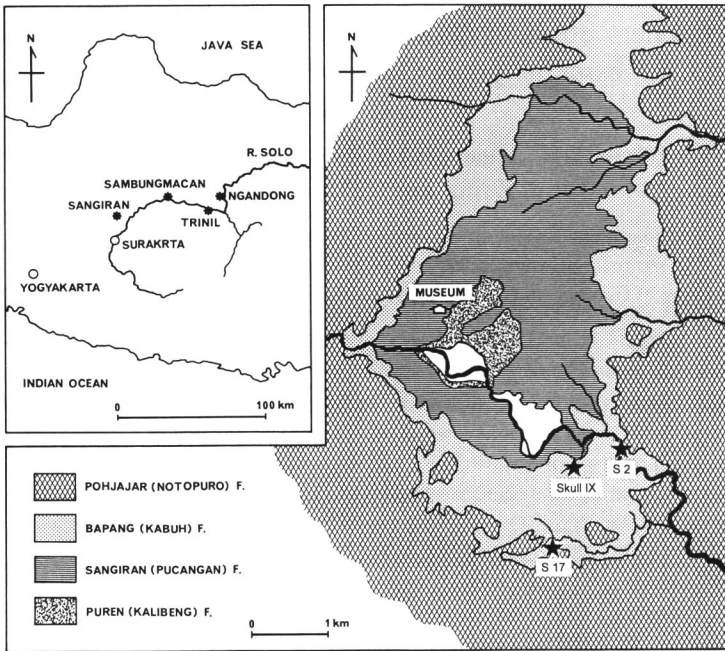 N
JAVA SEA
R. SOLO
SAMBUNGMACAN
NGANDONG
SANGIRAN
TRINIL
SURAKRTA
YOGYAKARTA
INDIAN OCEAN
0 100 km
N
MUSEUM
S 2
Skull IX
S 17
POHJAJAR (NOTOPURO) F.
BAPANG (KABUH) F.
SANGIRAN (PUCANGAN) F.
PUREN (KALIBENG) F.
0 1 km